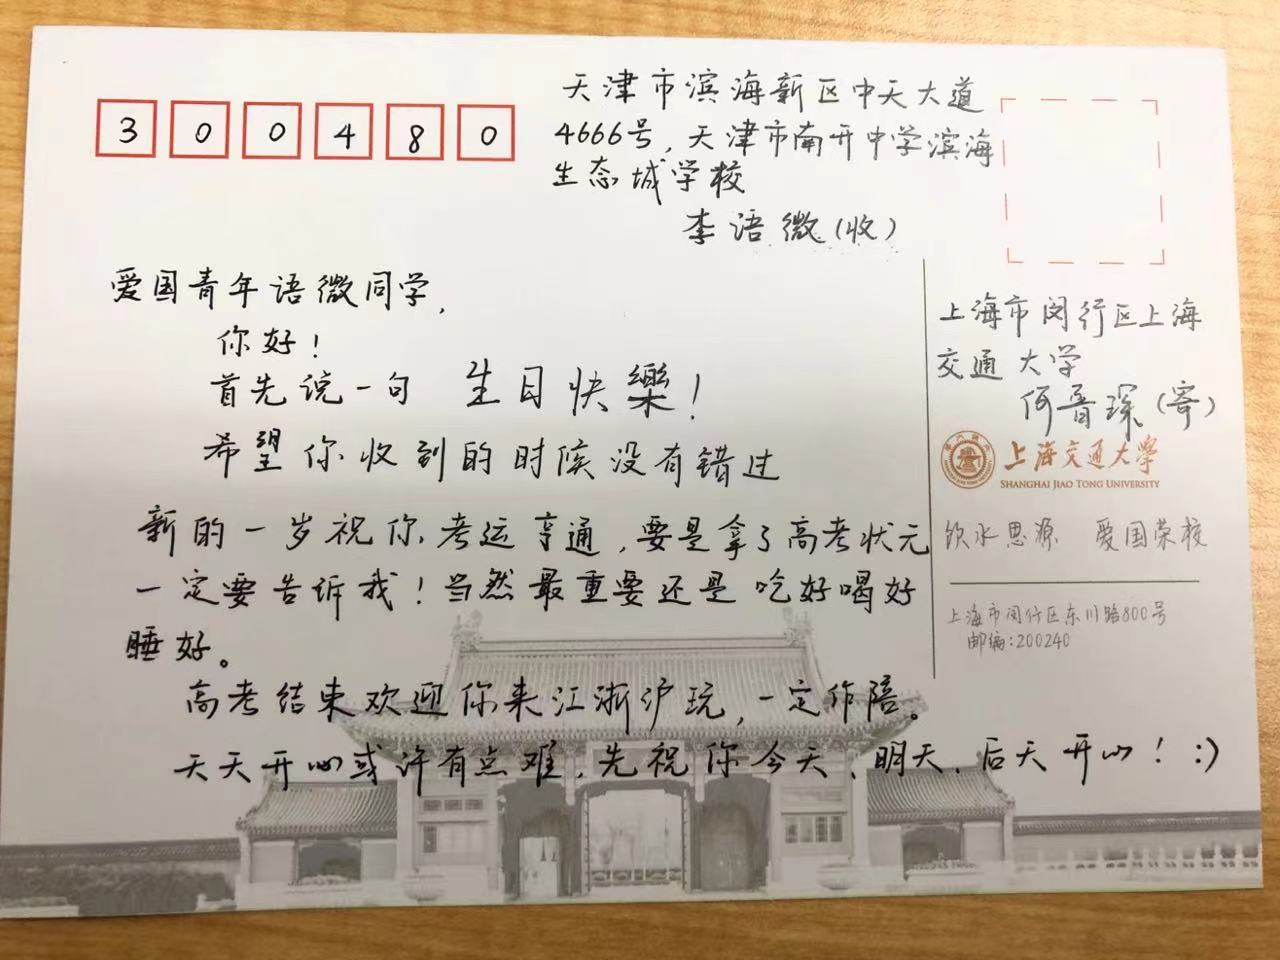 300480
天津市滨海新区中天大道
4666号，天津市南开中学滨海
生态城学校
李语微（收）
爱国青年语微同学，
你好！
首先说一句 生日快樂！
希望你收到的时候没有错过
新的一岁祝你考运亨通，要是拿了高考状元
一定要告诉我！当然最重要还是吃好喝好
睡好。
高考结束欢迎你来江浙沪玩，一定作陪。
天天开心或许有点难，先祝你今天、明天、后天开心！:)
上海市闵行区上海
交通大学
何晋琛（寄）
上海交通大学
SHANGHAI JIAO TONG UNIVERSITY
饮水思源 爱国荣校
上海市闵行区东川路800号
邮编:200240